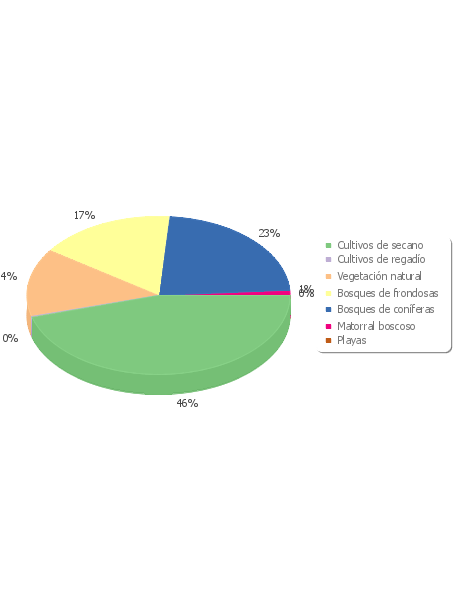 17%
23%
4%
1%
0%
0%
46%
Cultivos de secano
Cultivos de regadío
Vegetación natural
Bosques de frondosas
Bosques de coníferas
Matorral boscoso
Playas